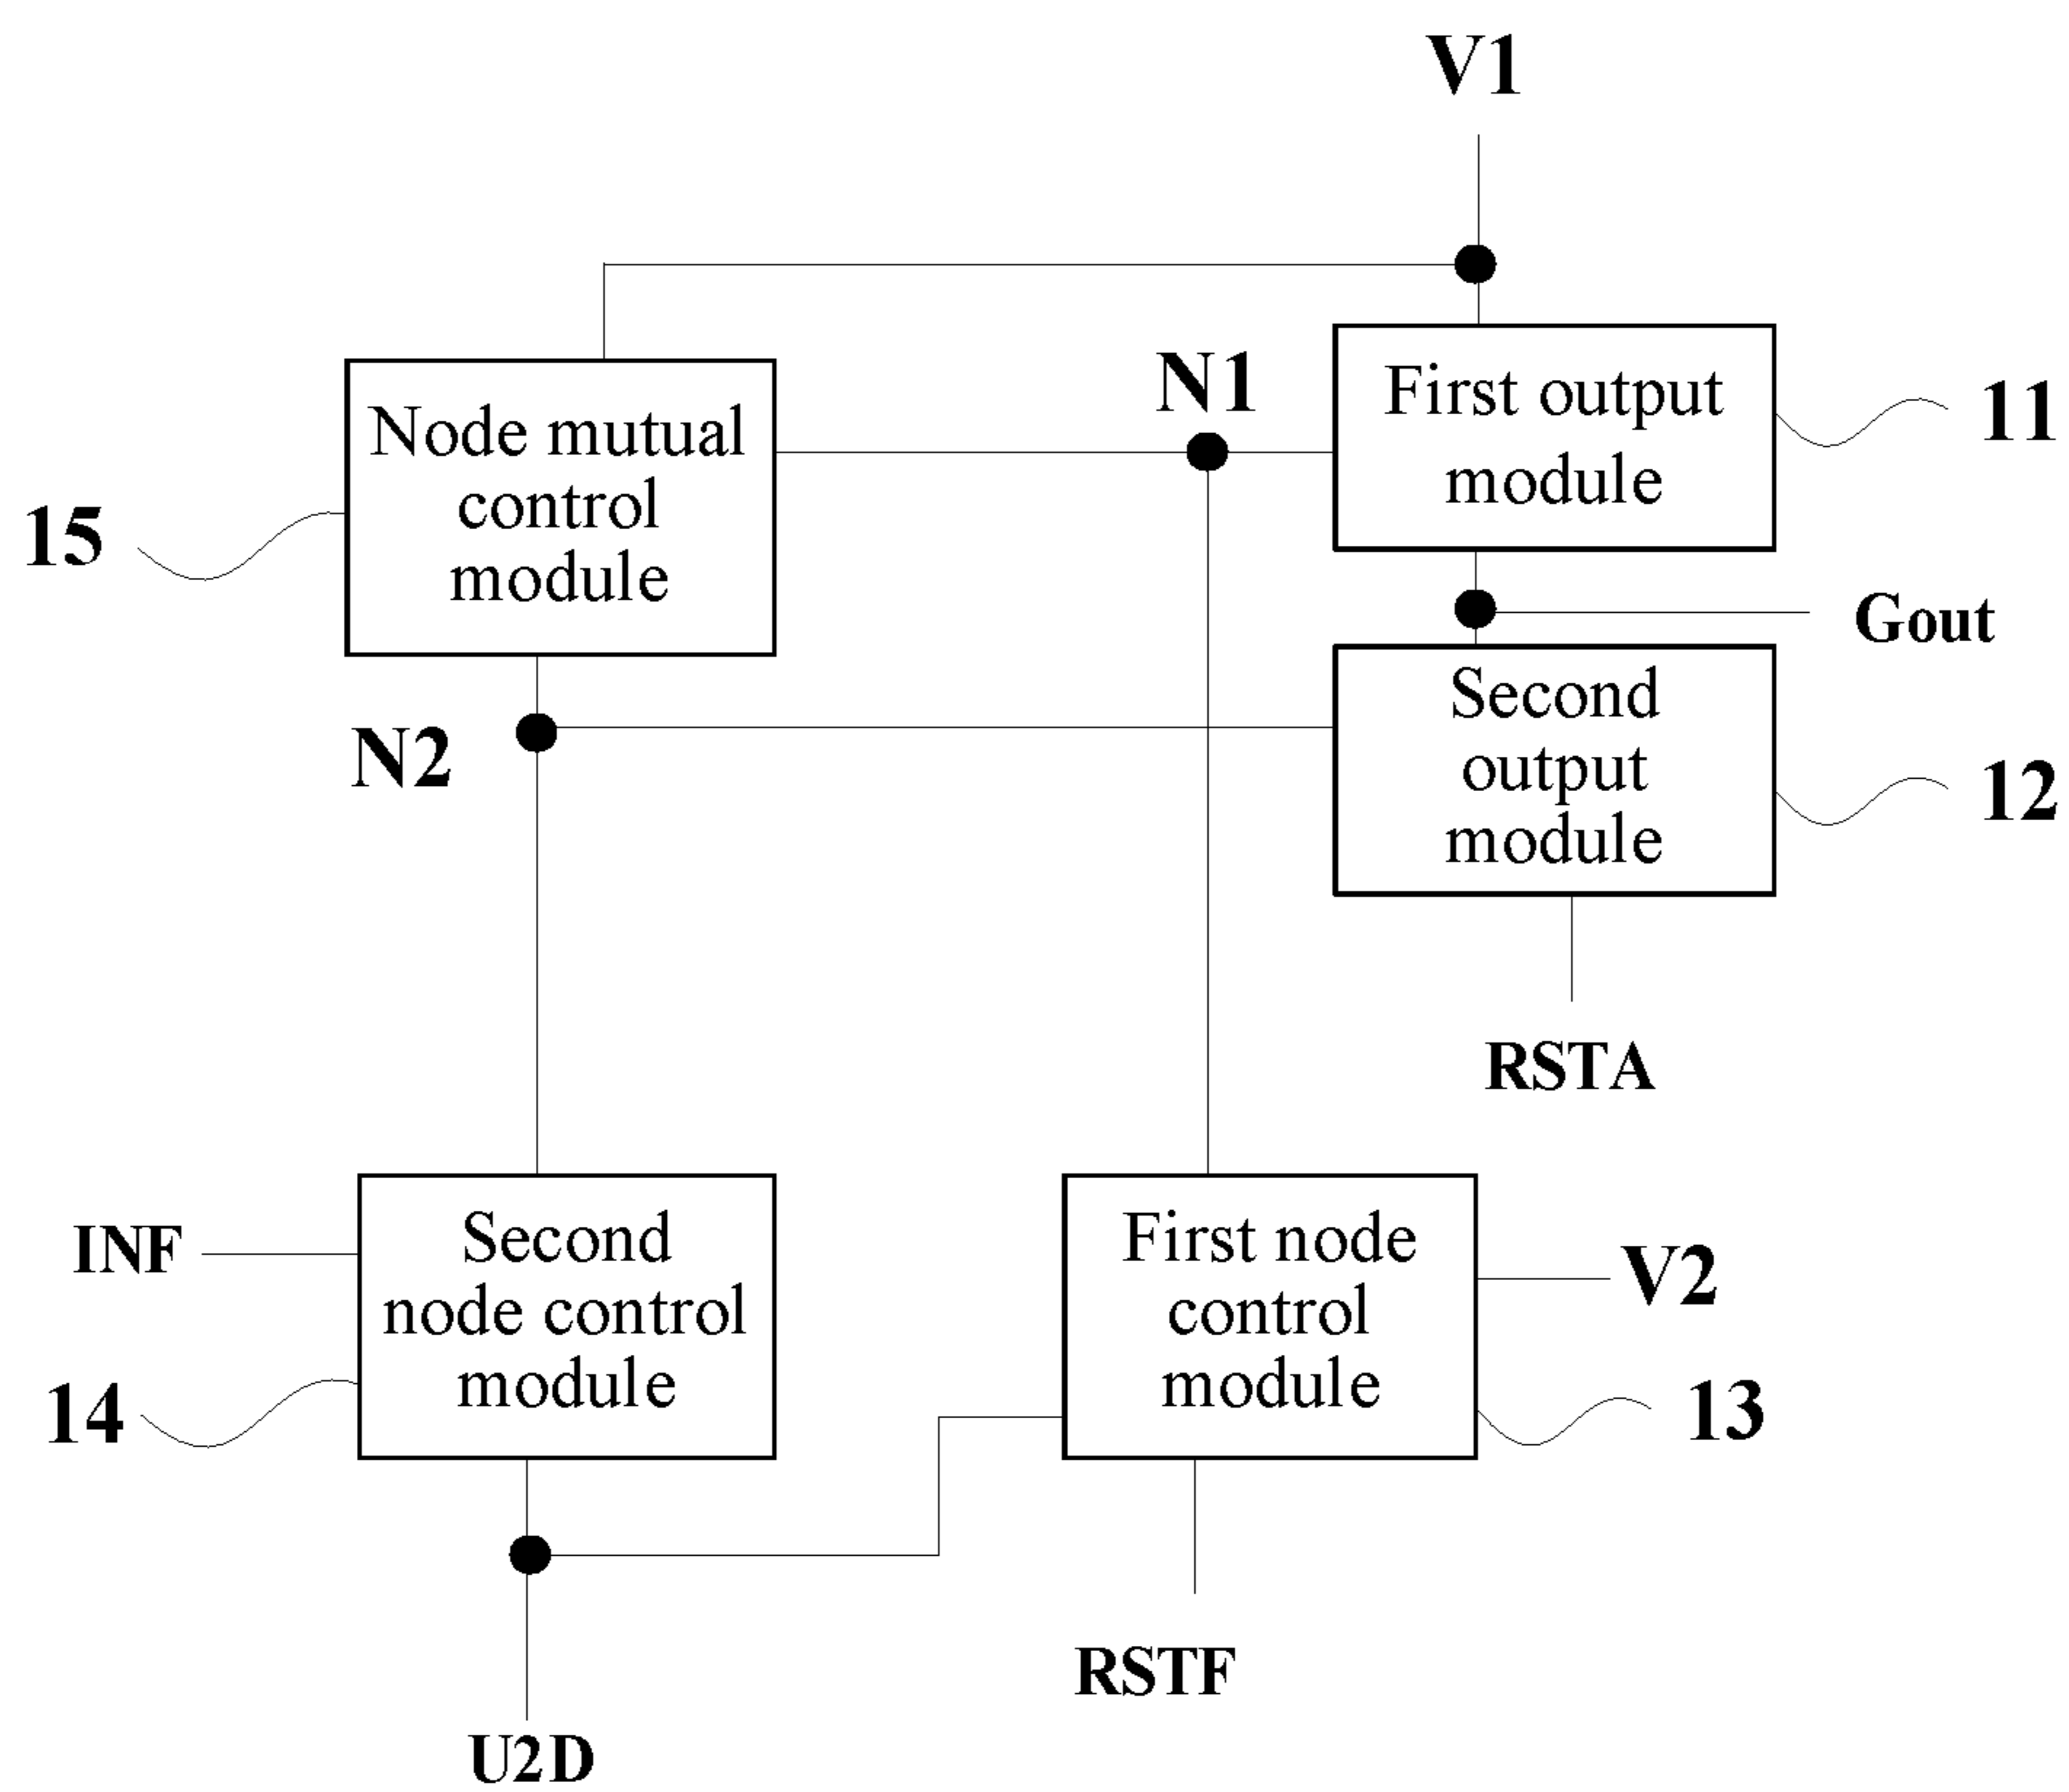 V1
N1
First output
module
11
Node mutual
control
module
15
Gout
N2
Second
output
module
12
RSTA
INF
Second
node control
module
14
First node
control
module
V2
13
RSTF
U2D